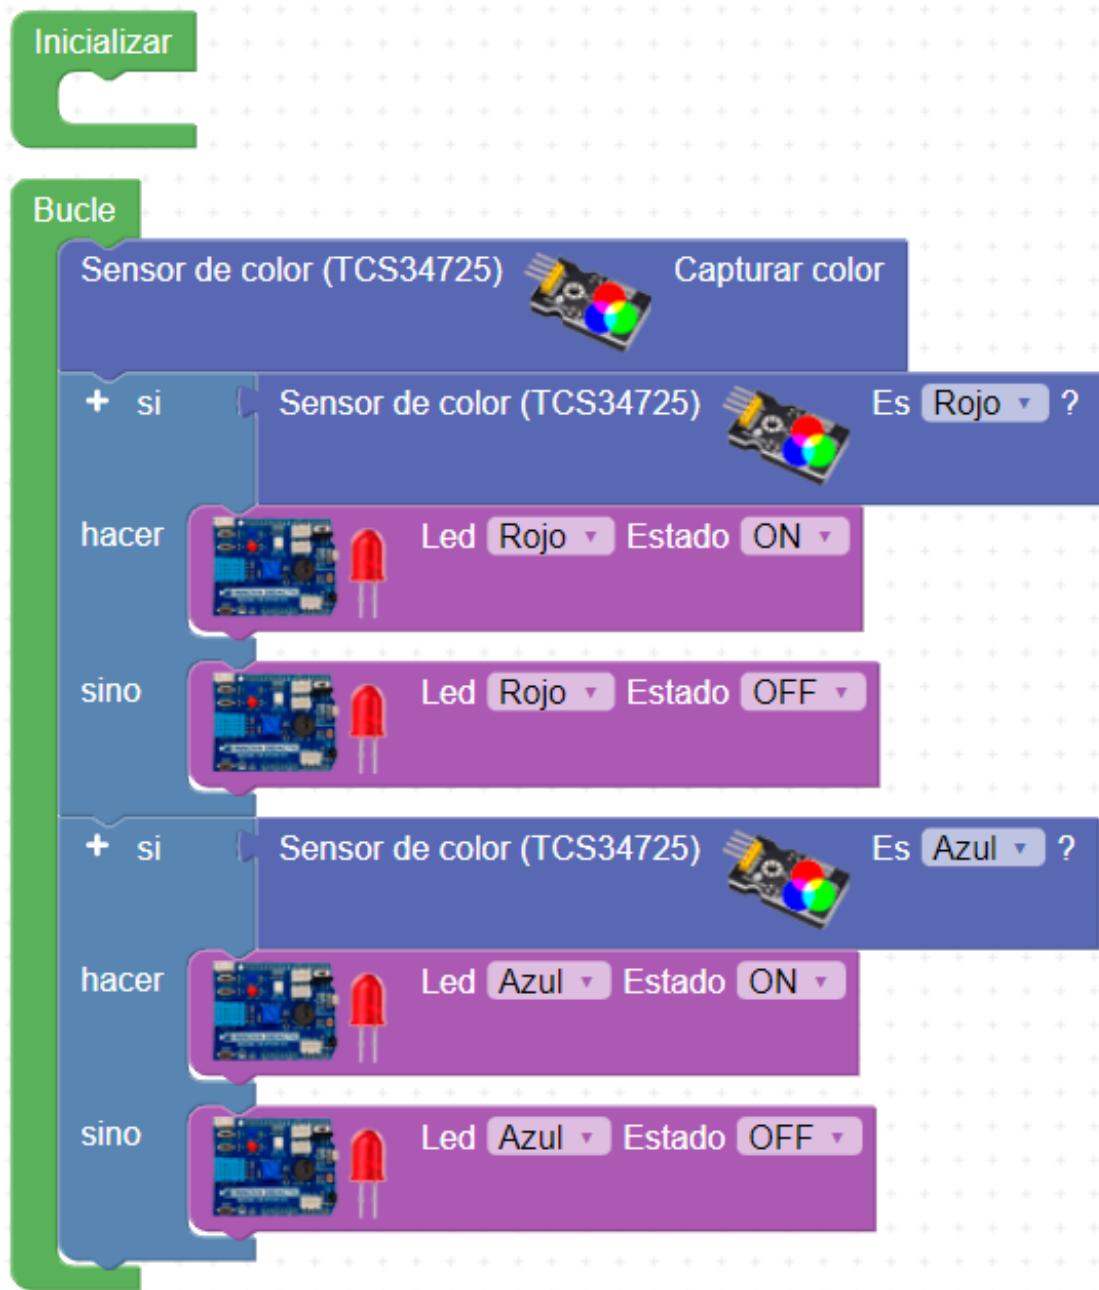 Inicializar
Bucle
Sensor de color (TCS34725) Capturar color
+ si Sensor de color (TCS34725) Es Rojo ?
hacer Led Rojo Estado ON
sino Led Rojo Estado OFF
+ si Sensor de color (TCS34725) Es Azul ?
hacer Led Azul Estado ON
sino Led Azul Estado OFF